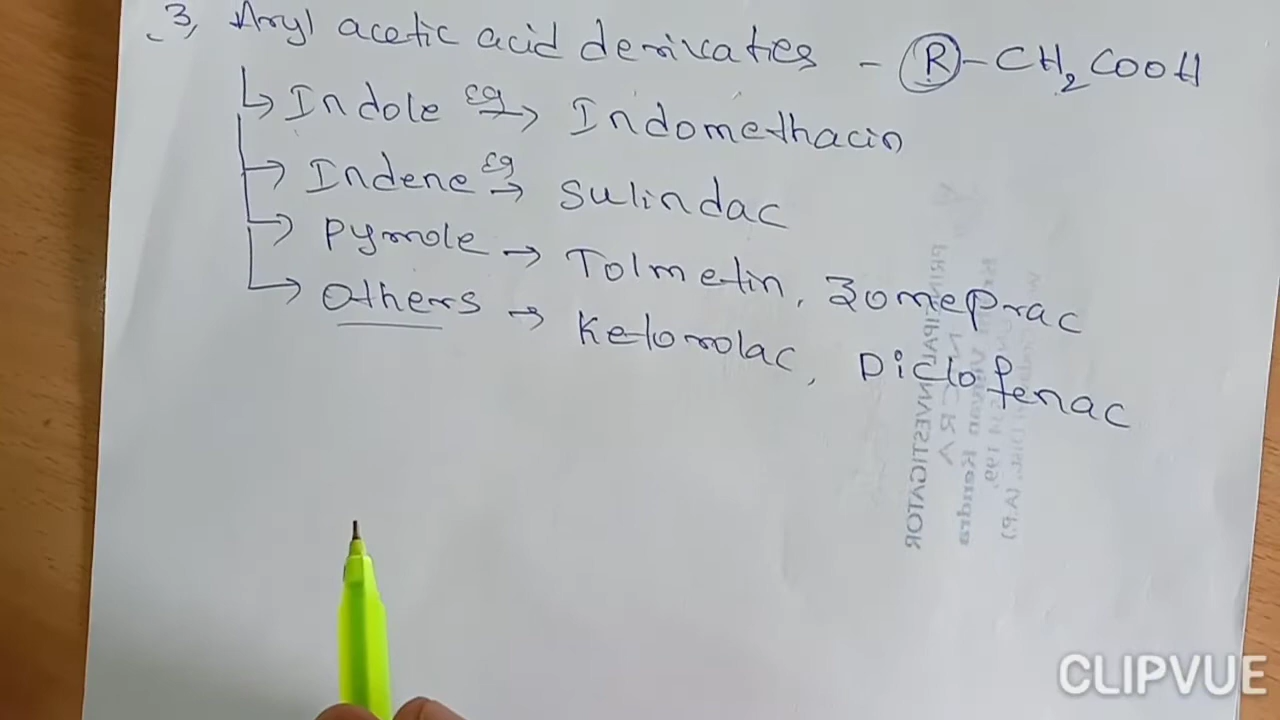 3, Aryl acetic acid derivaties - R-CH2COOH
Indole eg → Indomethacin
Indene eg → Sulindac
Pyrrole → Tolmetin, Zomeprac
Others → Ketorolac, Diclofenac
CLIPVUE